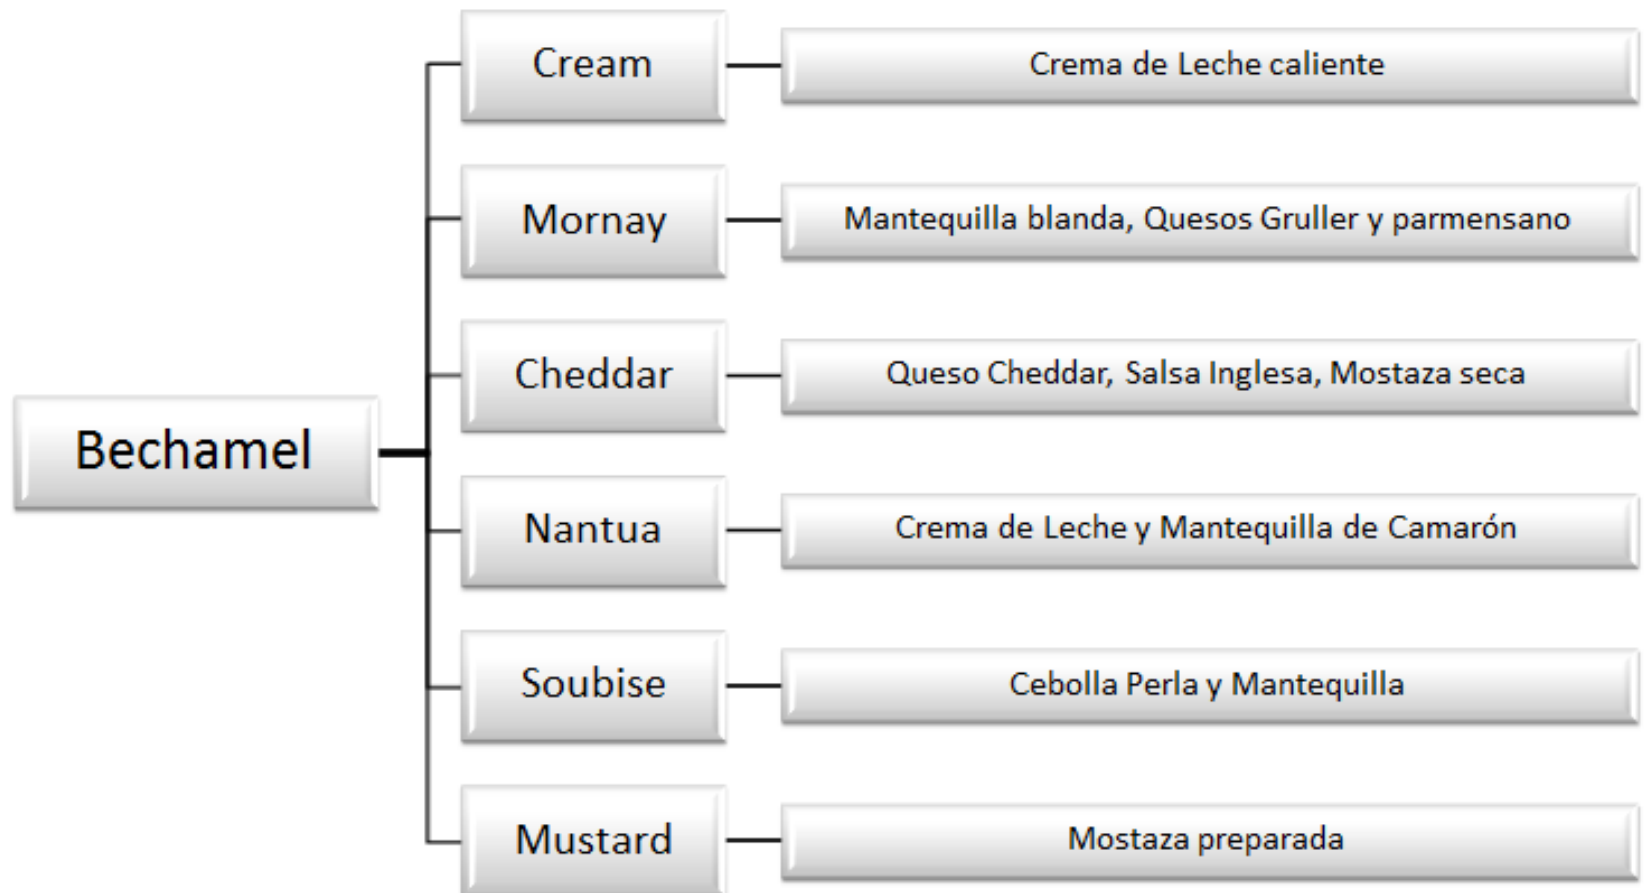 Cream
Crema de Leche caliente
Mornay
Mantequilla blanda, Quesos Gruller y parmensano
Cheddar
Queso Cheddar, Salsa Inglesa, Mostaza seca
Bechamel
Nantua
Crema de Leche y Mantequilla de Camarón
Soubise
Cebolla Perla y Mantequilla
Mustard
Mostaza preparada